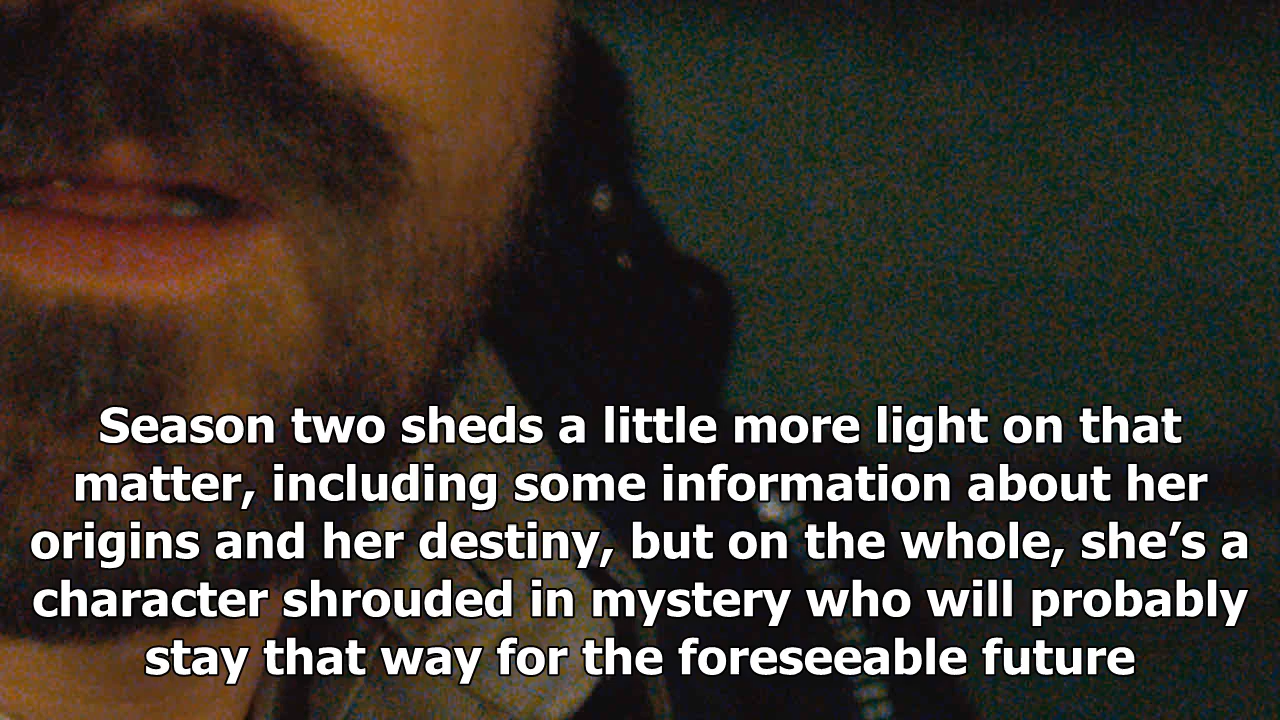 Season two sheds a little more light on that
matter, including some information about her
origins and her destiny, but on the whole, she’s a
character shrouded in mystery who will probably
stay that way for the foreseeable future